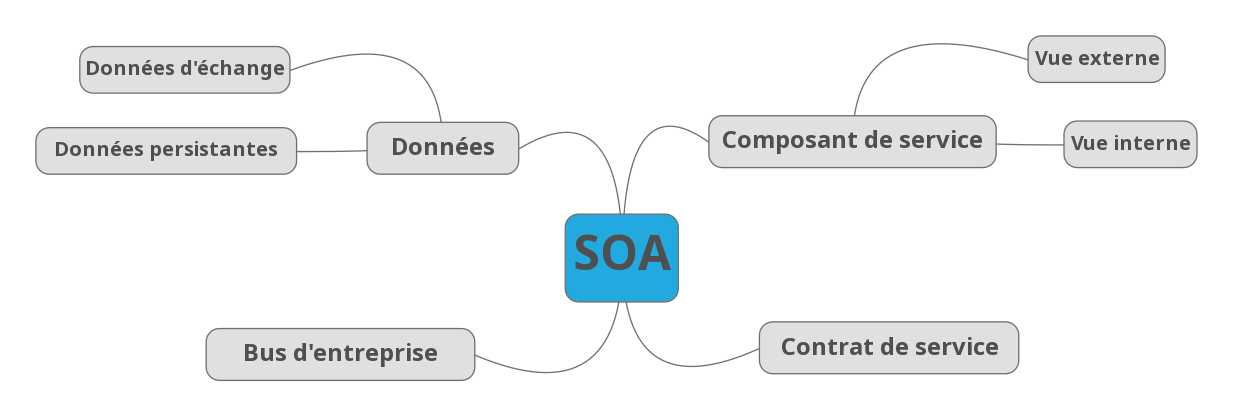 Vue externe
Données d'échange
Composant de service
Vue interne
Données
Données persistantes
SOA
Contrat de service
Bus d'entreprise